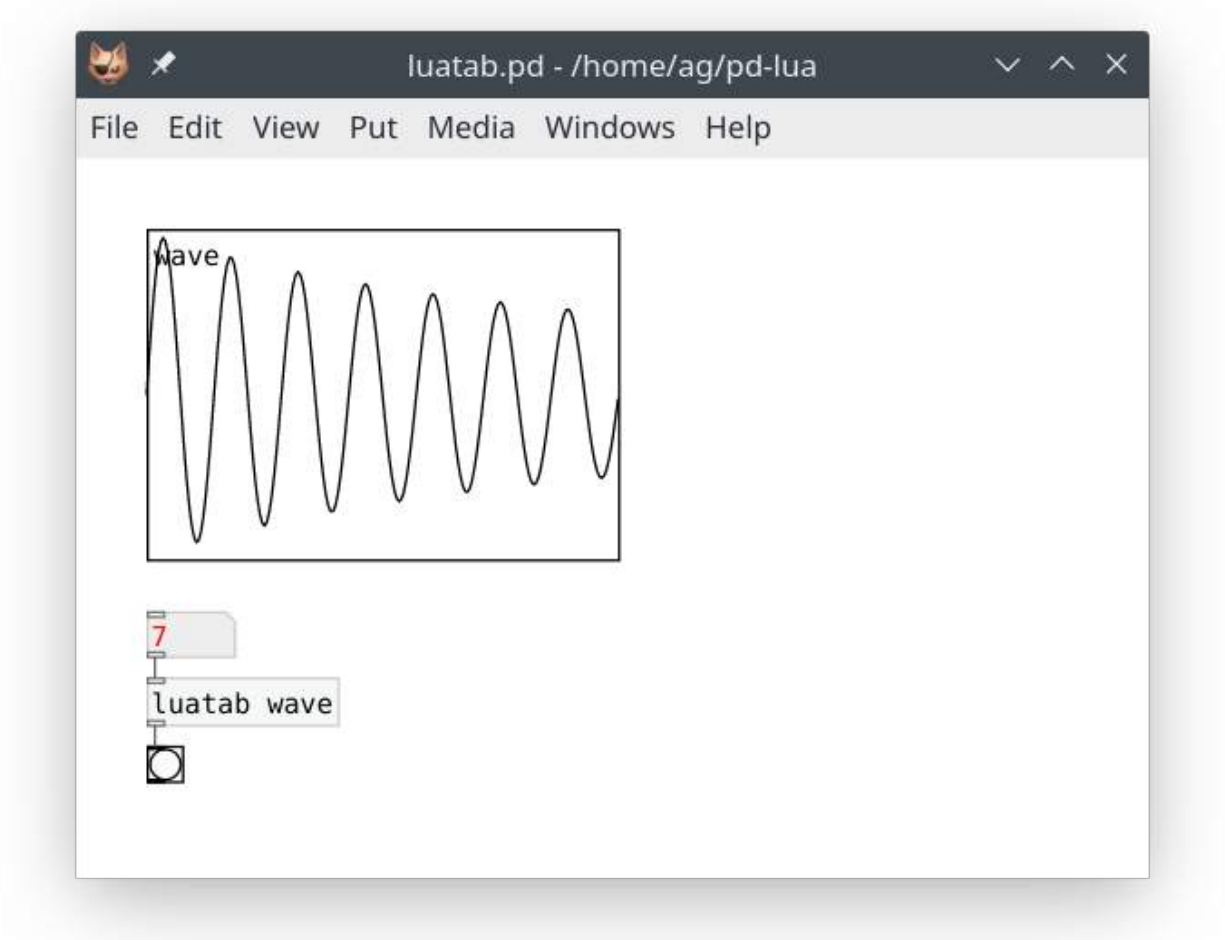 luatab.pd - /home/ag/pd-lua
File Edit View Put Media Windows Help
wave
7
luatab wave